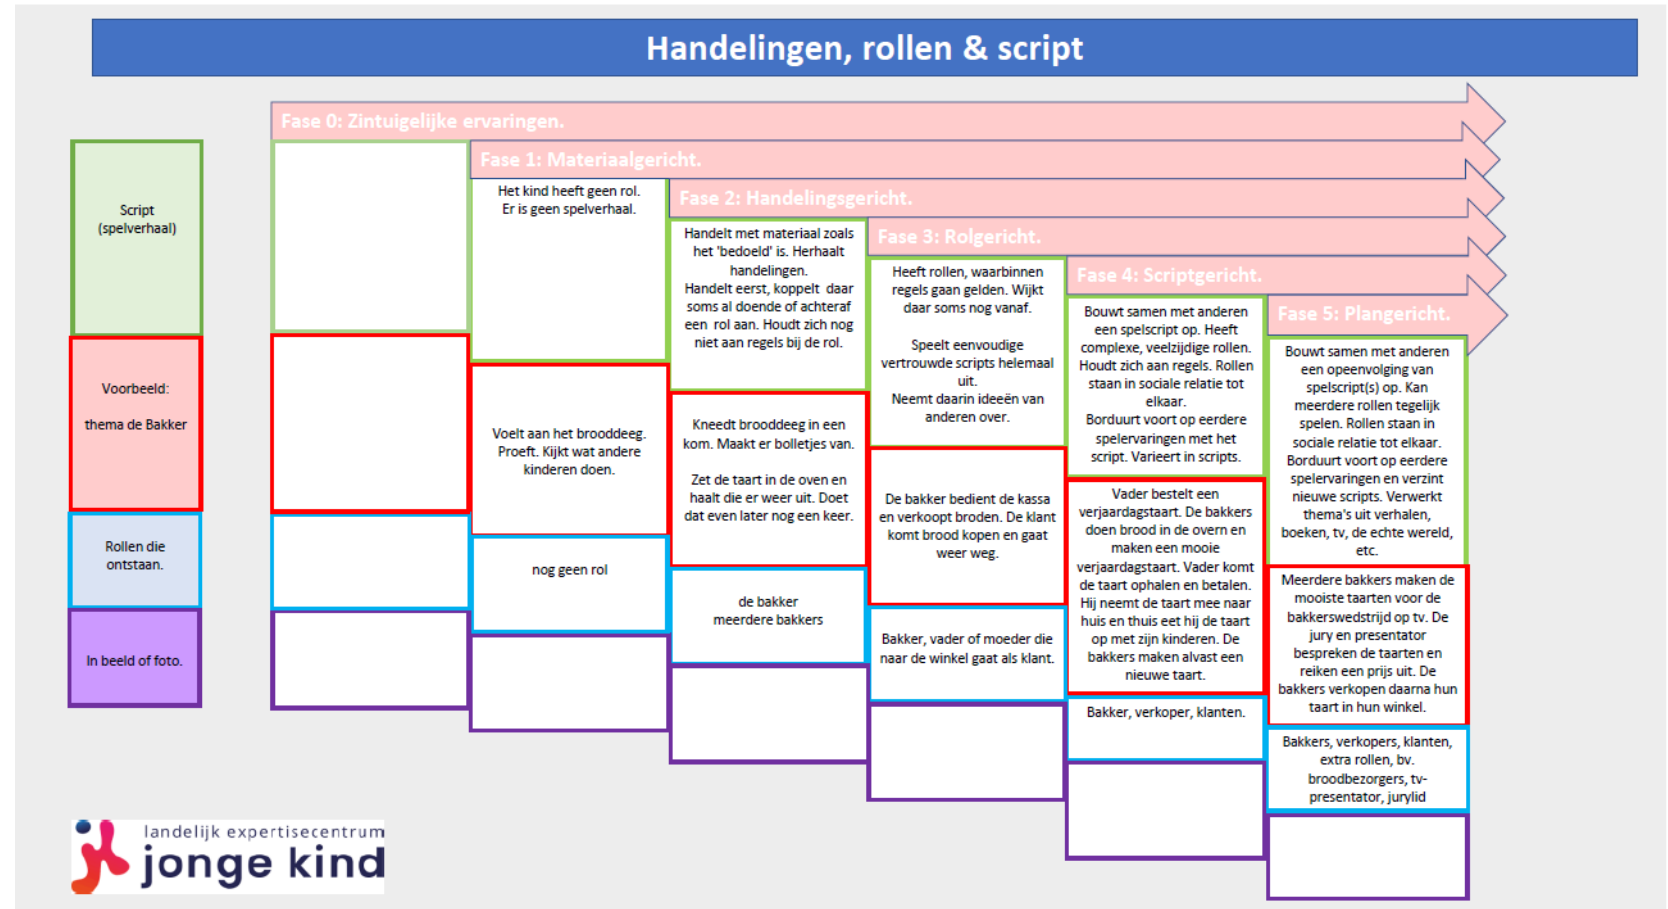 Handelingen, rollen & script
Fase 0: Zintuigelijke ervaringen.
Fase 1: Materiaalgericht.
Fase 2: Handelingsgericht.
Fase 3: Rolgericht.
Fase 4: Scriptgericht.
Fase 5: Plangericht.
Script
(spelverhaal)
Het kind heeft geen rol.
Er is geen spelverhaal.
Handelt met materiaal zoals
het 'bedoeld' is. Herhaalt
handelingen.
Handelt eerst, koppelt daar
soms al doende of achteraf
een rol aan. Houdt zich nog
niet aan regels bij de rol.
Heeft rollen, waarbinnen
regels gaan gelden. Wijkt
daar soms nog vanaf.
Speelt eenvoudige
vertrouwde scripts helemaal
uit.
Neemt daarin ideeën van
anderen over.
Bouwt samen met anderen
een spelscript op. Heeft
complexe, veelzijdige rollen.
Houdt zich aan regels. Rollen
staan in sociale relatie tot
elkaar.
Borduurt voort op eerdere
spelervaringen met het
script. Varieert in scripts.
Bouwt samen met anderen
een opeenvolging van
spelscript(s) op. Kan
meerdere rollen tegelijk
spelen. Rollen staan in
sociale relatie tot elkaar.
Borduurt voort op eerdere
spelervaringen en verzint
nieuwe scripts. Verwerkt
thema's uit verhalen,
boeken, tv, de echte wereld,
etc.
Voorbeeld:
thema de Bakker
Voelt aan het brooddeeg.
Proeft. Kijkt wat andere
kinderen doen.
Kneedt brooddeeg in een
kom. Maakt er bolletjes van.
Zet de taart in de oven en
haalt die er weer uit. Doet
dat even later nog een keer.
De bakker bedient de kassa
en verkoopt broden. De klant
komt brood kopen en gaat
weer weg.
Vader bestelt een
verjaardagstaart. De bakkers
doen brood in de overn en
maken een mooie
verjaardagstaart. Vader komt
de taart ophalen en betalen.
Hij neemt de taart mee naar
huis en thuis eet hij de taart
op met zijn kinderen. De
bakkers maken alvast een
nieuwe taart.
Meerdere bakkers maken de
mooiste taarten voor de
bakkerswedstrijd op tv. De
jury en presentator
bespreken de taarten en
reiken een prijs uit. De
bakkers verkopen daarna hun
taart in hun winkel.
Rollen die
ontstaan.
nog geen rol
de bakker
meerdere bakkers
Bakker, vader of moeder die
naar de winkel gaat als klant.
Bakker, verkoper, klanten.
Bakkers, verkopers, klanten,
extra rollen, bv.
broodbezorgers, tv-
presentator, jurylid
In beeld of foto.
landelijk expertisecentrum
jonge kind